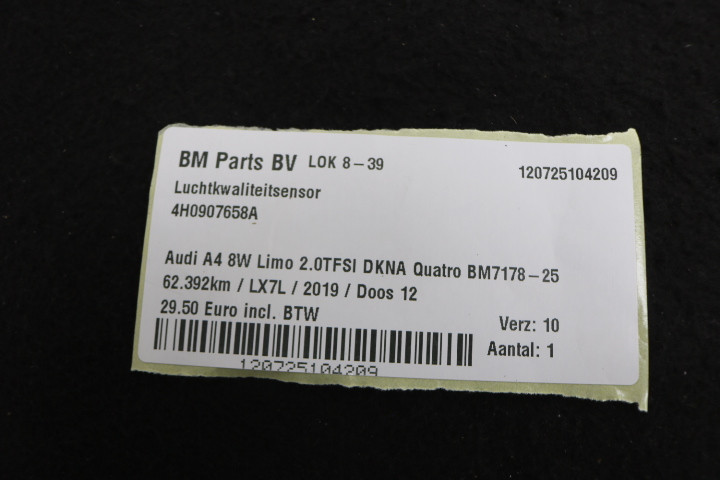 BM Parts BV LOK 8-39 120725104209
Luchtkwaliteitsensor
4H0907658A
Audi A4 8W Limo 2.0TFSI DKNA Quatro BM7178-25
62.392km / LX7L / 2019 / Doos 12
29.50 Euro incl. BTW
Verz: 10
Aantal: 1
120725104209